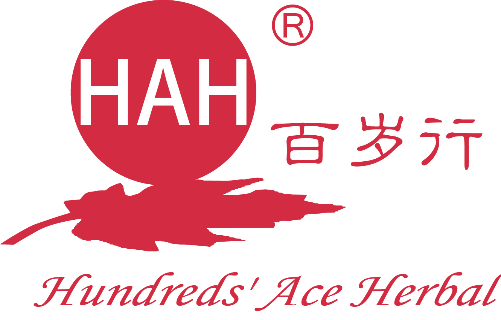 ®
HAH
百岁行
Hundreds' Ace Herbal